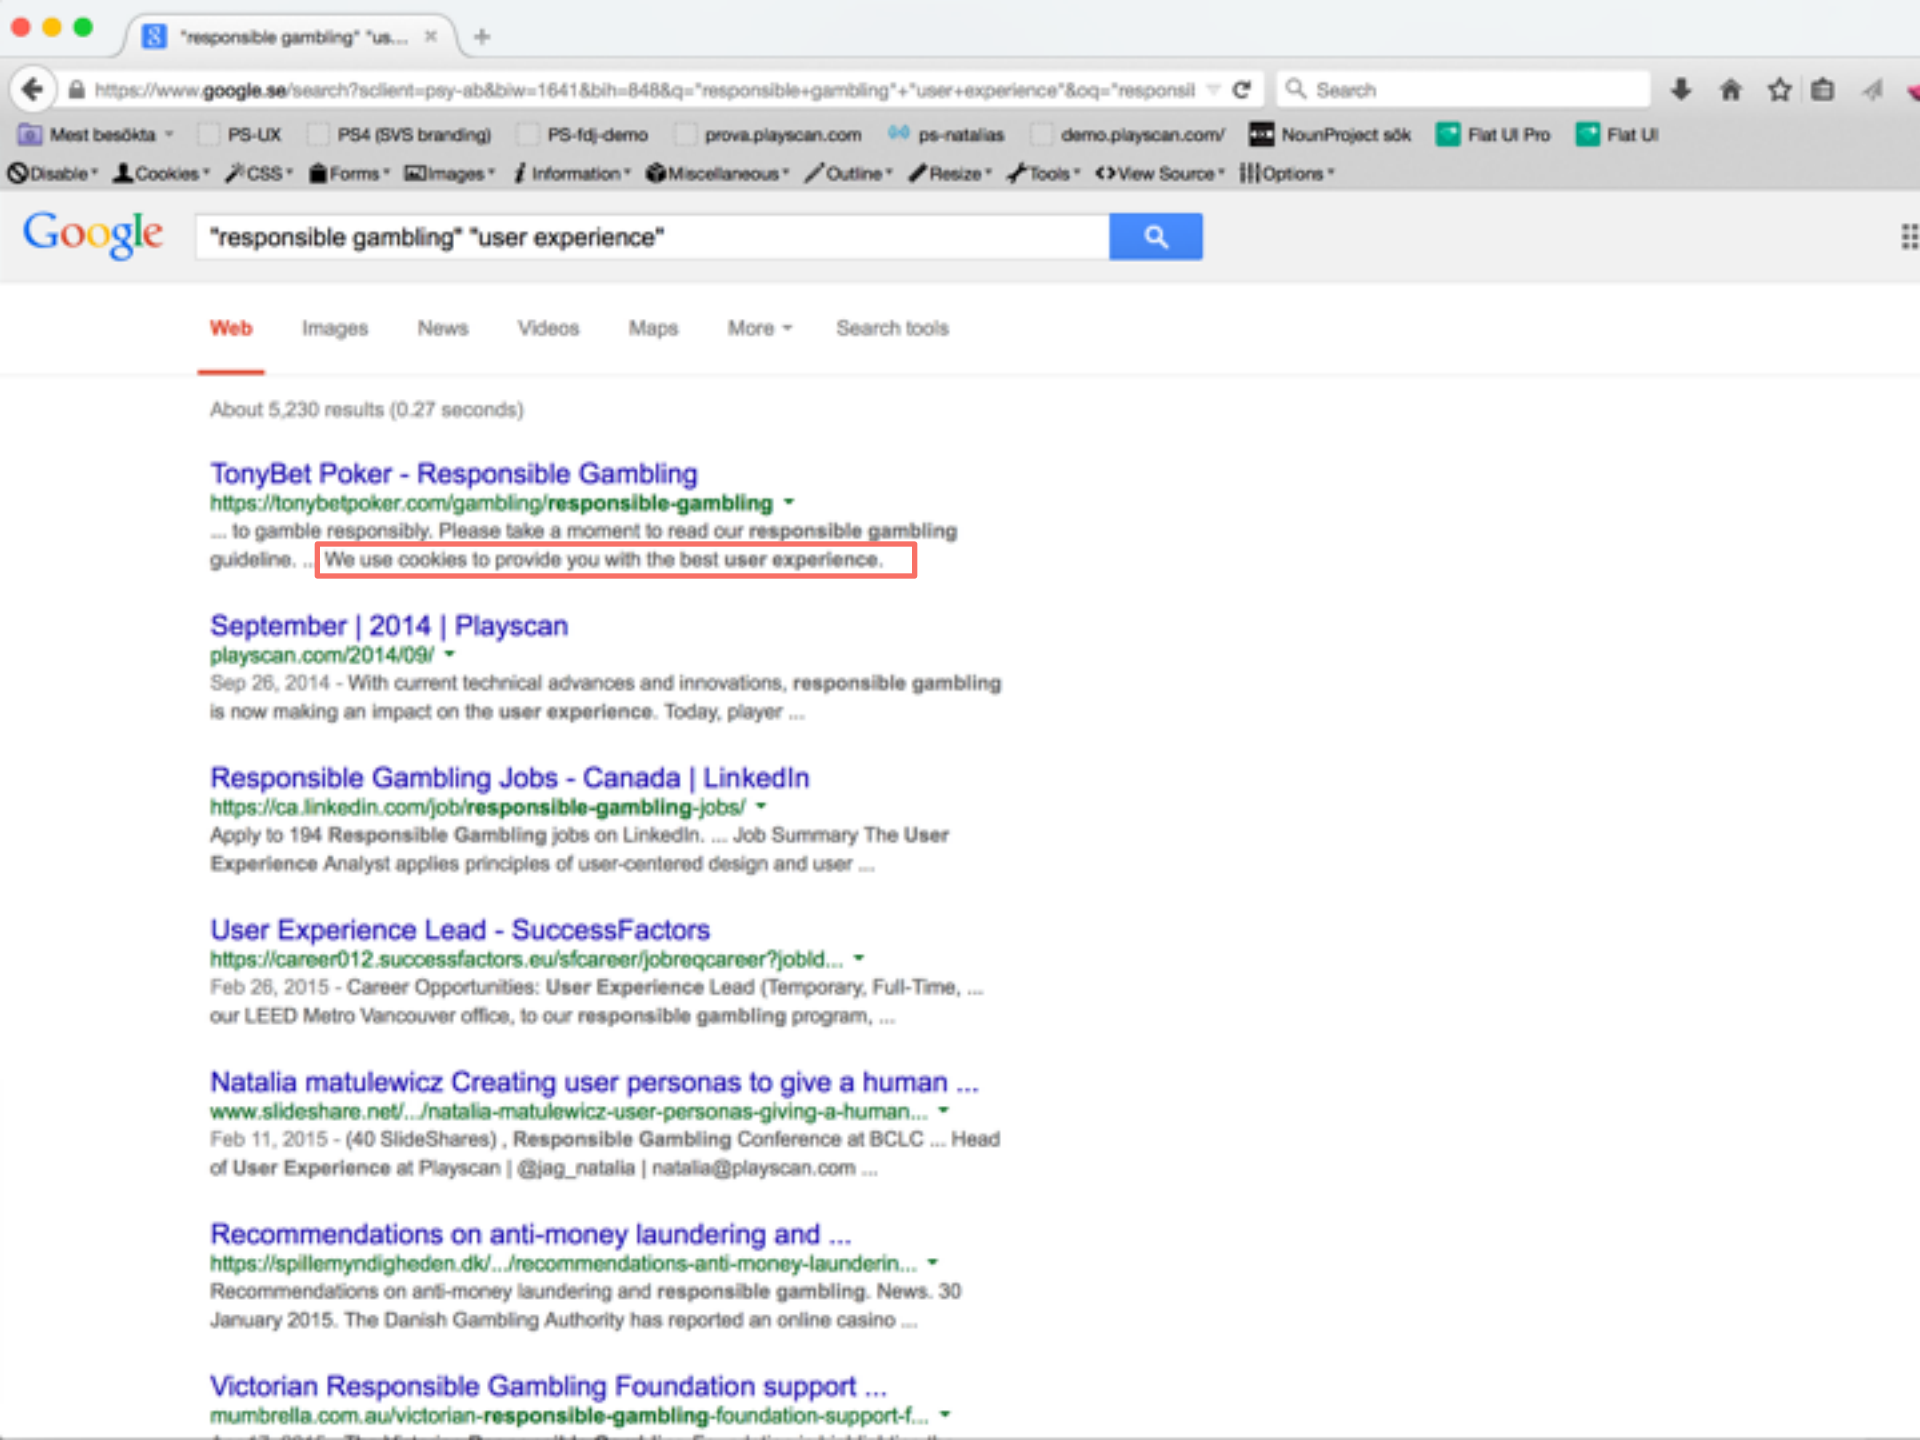 "responsible gambling" "us...
https://www.google.se/search?sclient=psy-ab&biw=1641&bih=848&q="responsible+gambling"+"user+experience"&oq="responsil
Search
Mest besökta PS-UX PS4 (SVS branding) PS-fdj-demo prova.playscan.com ps-natalias demo.playscan.com/ NounProject sök Flat UI Pro Flat UI
Disable Cookies CSS Forms Images Information Miscellaneous Outline Resize Tools View Source Options
Google "responsible gambling" "user experience"
Web Images News Videos Maps More Search tools
About 5,230 results (0.27 seconds)
TonyBet Poker - Responsible Gambling
https://tonybetpoker.com/gambling/responsible-gambling
... to gamble responsibly. Please take a moment to read our responsible gambling
guideline. ... We use cookies to provide you with the best user experience.
September | 2014 | Playscan
playscan.com/2014/09/
Sep 26, 2014 - With current technical advances and innovations, responsible gambling
is now making an impact on the user experience. Today, player ...
Responsible Gambling Jobs - Canada | LinkedIn
https://ca.linkedin.com/job/responsible-gambling-jobs/
Apply to 194 Responsible Gambling jobs on LinkedIn. ... Job Summary The User
Experience Analyst applies principles of user-centered design and user ...
User Experience Lead - SuccessFactors
https://career012.successfactors.eu/sfcareer/jobreqcareer?jobId...
Feb 26, 2015 - Career Opportunities: User Experience Lead (Temporary, Full-Time, ...
our LEED Metro Vancouver office, to our responsible gambling program, ...
Natalia matulewicz Creating user personas to give a human ...
www.slideshare.net/.../natalia-matulewicz-user-personas-giving-a-human...
Feb 11, 2015 - (40 SlideShares) , Responsible Gambling Conference at BCLC ... Head
of User Experience at Playscan | @jag_natalia | natalia@playscan.com ...
Recommendations on anti-money laundering and ...
https://spillemyndigheden.dk/.../recommendations-anti-money-launderin...
Recommendations on anti-money laundering and responsible gambling. News. 30
January 2015. The Danish Gambling Authority has reported an online casino ...
Victorian Responsible Gambling Foundation support ...
mumbrella.com.au/victorian-responsible-gambling-foundation-support-f...